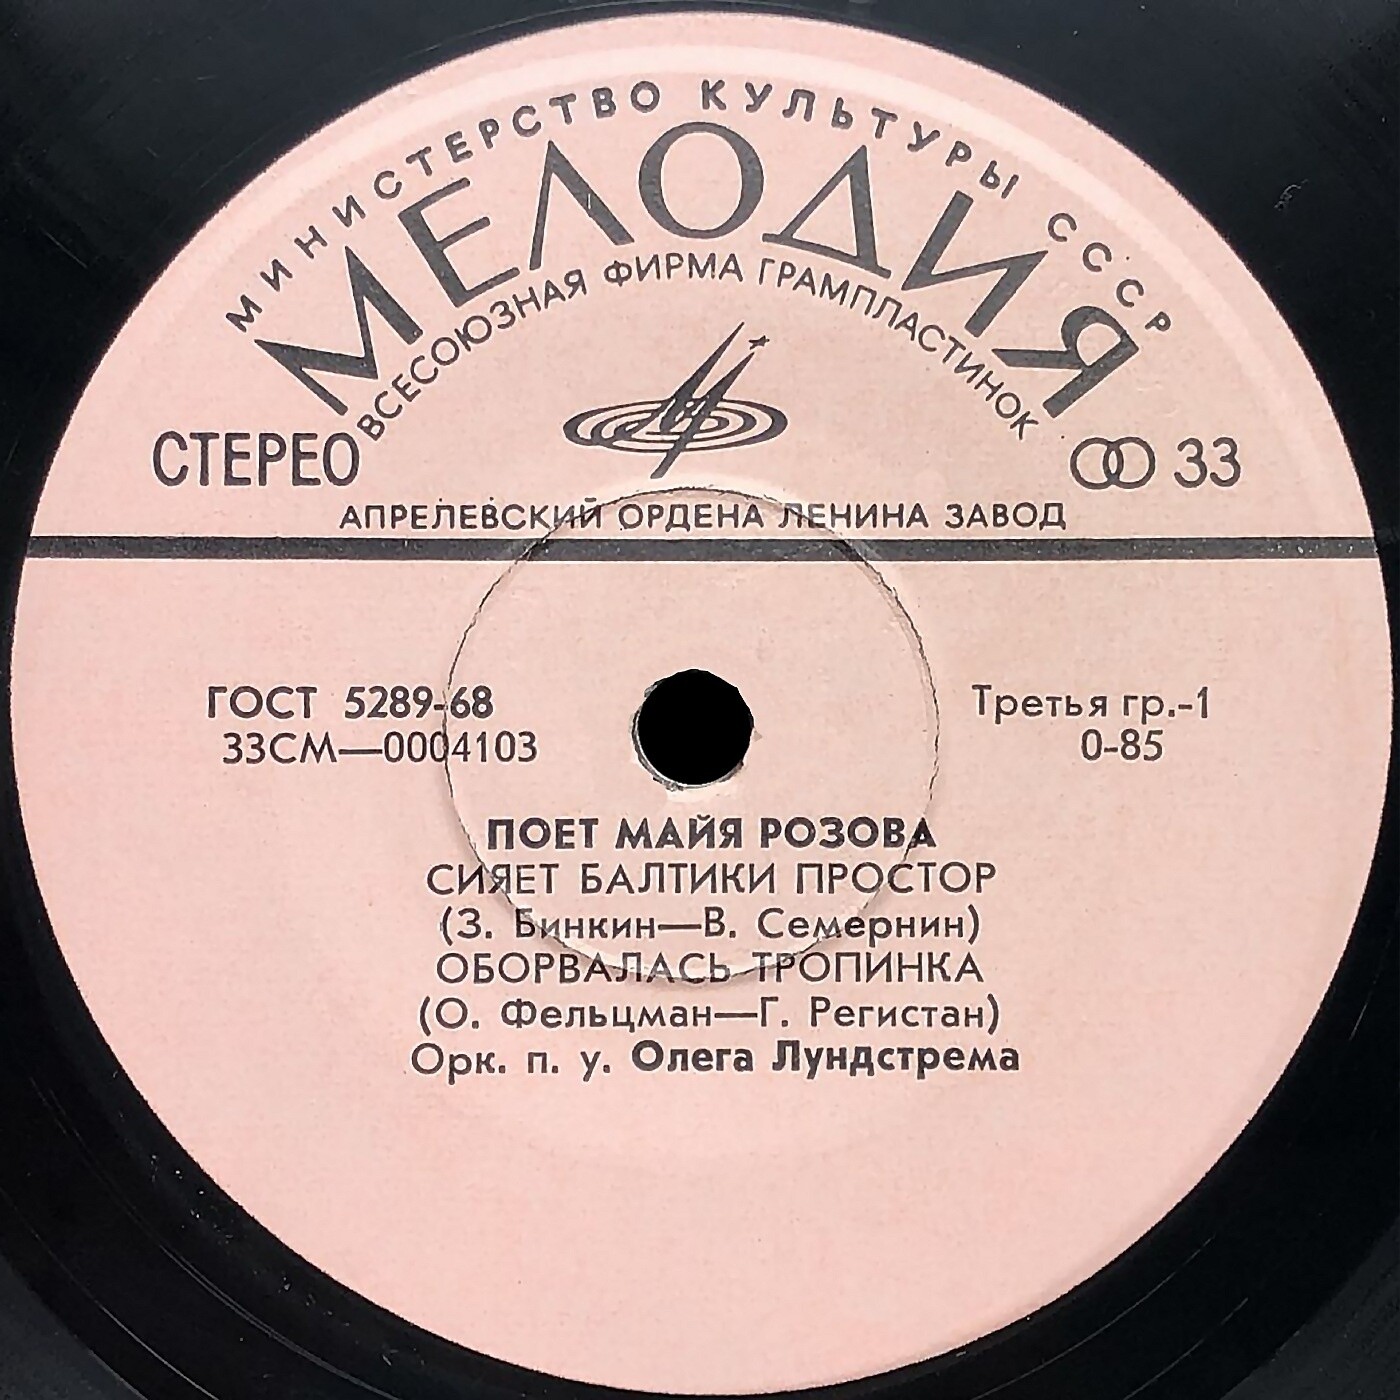 МИНИСТЕРСТВО КУЛЬТУРЫ СССР
МЕЛОДИЯ
ВСЕСОЮЗНАЯ ФИРМА ГРАМПЛАСТИНОК
СТЕРЕО
33
АПРЕЛЕВСКИЙ ОРДЕНА ЛЕНИНА ЗАВОД
ГОСТ 5289-68
33СМ—0004103
Третья гр.-1
0-85
ПОЕТ МАЙЯ РОЗОВА
СИЯЕТ БАЛТИКИ ПРОСТОР
(З. Бинкин—В. Семернин)
ОБОРВАЛАСЬ ТРОПИНКА
(О. Фельцман—Г. Регистан)
Орк. п. у. Олега Лундстрема